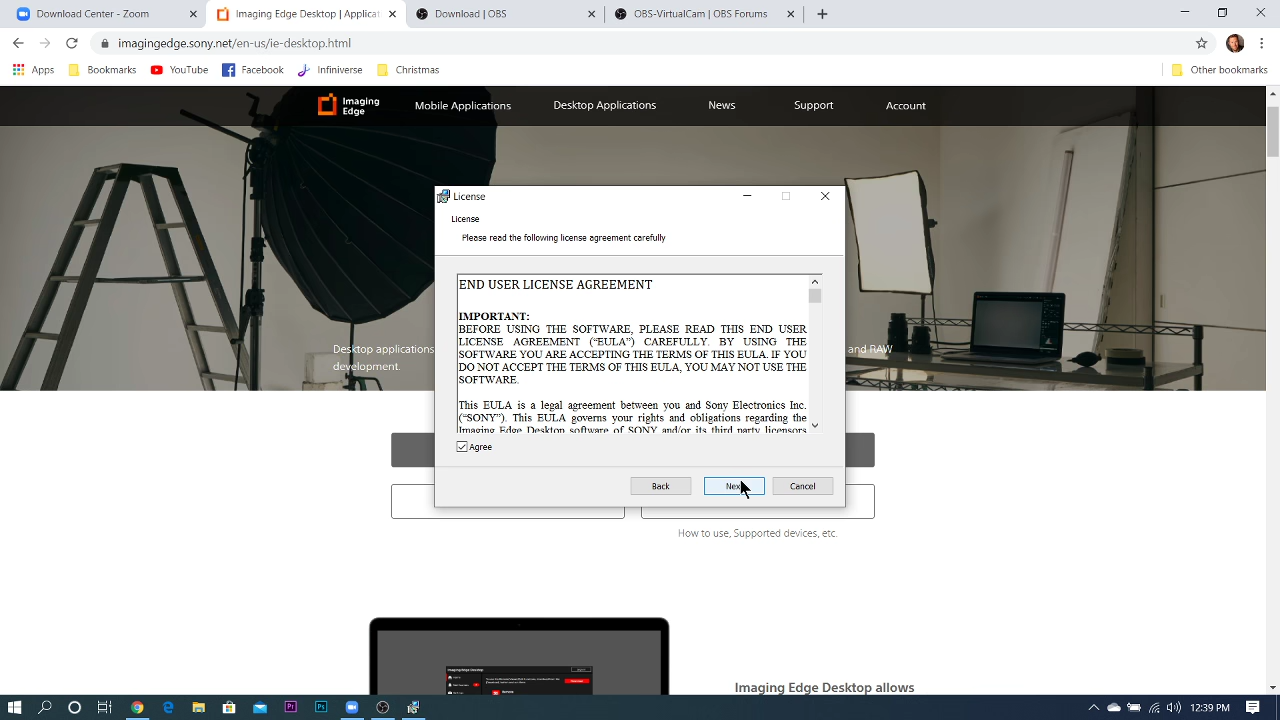 Download Center - Zoom
Imaging Edge Desktop | Applicat
Download | OBS
OBS-VirtualCam | OBS Forums
imagingedge.sony.net/en-us/ie-desktop.html
Apps
Bookmarks
YouTube
Facebook
Infiniverse
Christmas
Other bookmarks
Imaging
Edge
Mobile Applications
Desktop Applications
News
Support
Account
License
License
Please read the following license agreement carefully
END USER LICENSE AGREEMENT
IMPORTANT:
BEFORE USING THE SOFTWARE, PLEASE READ THIS END USER
LICENSE AGREEMENT (“EULA”) CAREFULLY. BY USING THE
SOFTWARE YOU ARE ACCEPTING THE TERMS OF THIS EULA. IF YOU
DO NOT ACCEPT THE TERMS OF THIS EULA, YOU MAY NOT USE THE
SOFTWARE.
This EULA is a legal agreement between you and Sony Electronics Inc.
(“SONY”). This EULA governs your rights and obligations regarding the
Imaging Edge Desktop software of SONY and/or its third party licensors
Desktop applications
and RAW
development.
Agree
Back
Next
Cancel
How to use, Supported devices, etc.
Imaging Edge Desktop
maging Edge Desktop an
12:39 PM